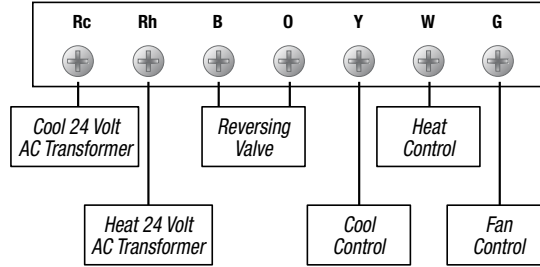 Rc Rh B O Y W G
Cool 24 Volt
AC Transformer
Reversing
Valve
Heat
Control
Heat 24 Volt
AC Transformer
Cool
Control
Fan
Control